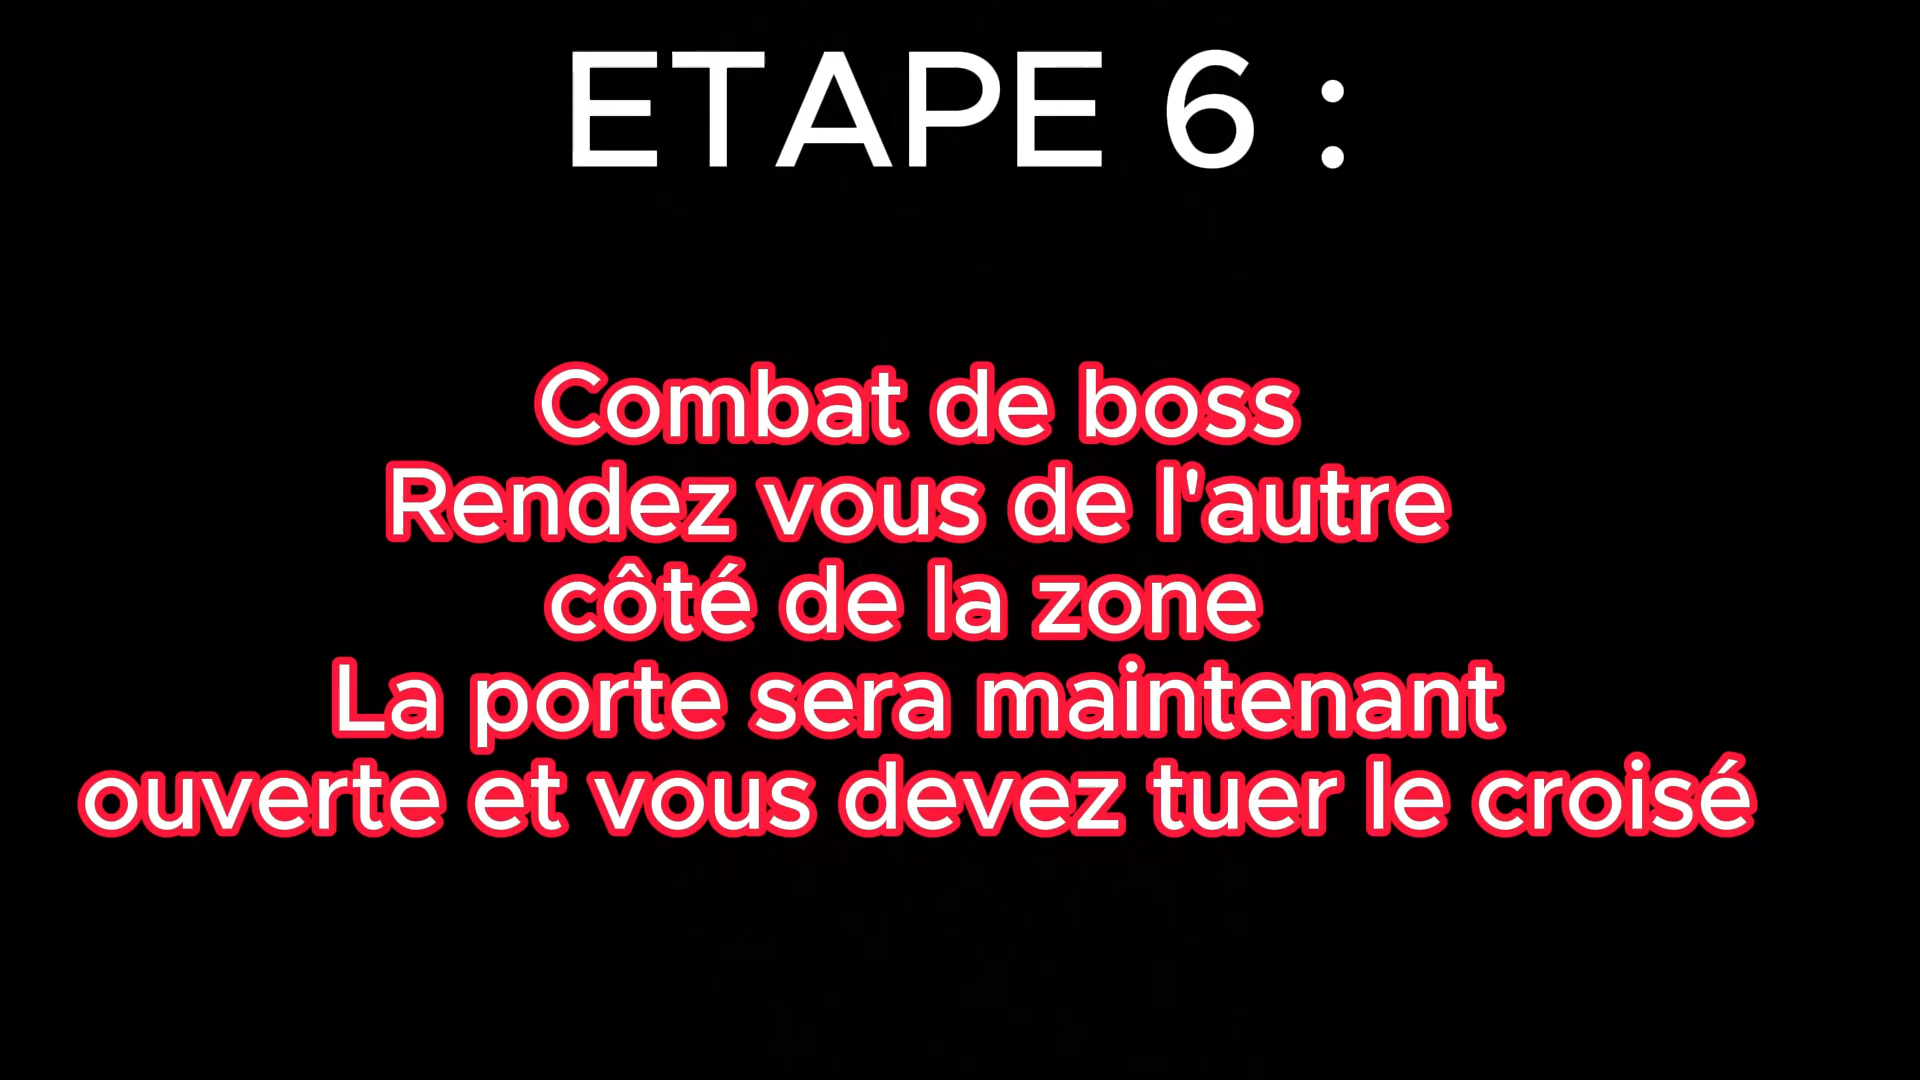 ETAPE 6 :
Combat de boss
Rendez vous de l'autre
côté de la zone
La porte sera maintenant
ouverte et vous devez tuer le croisé